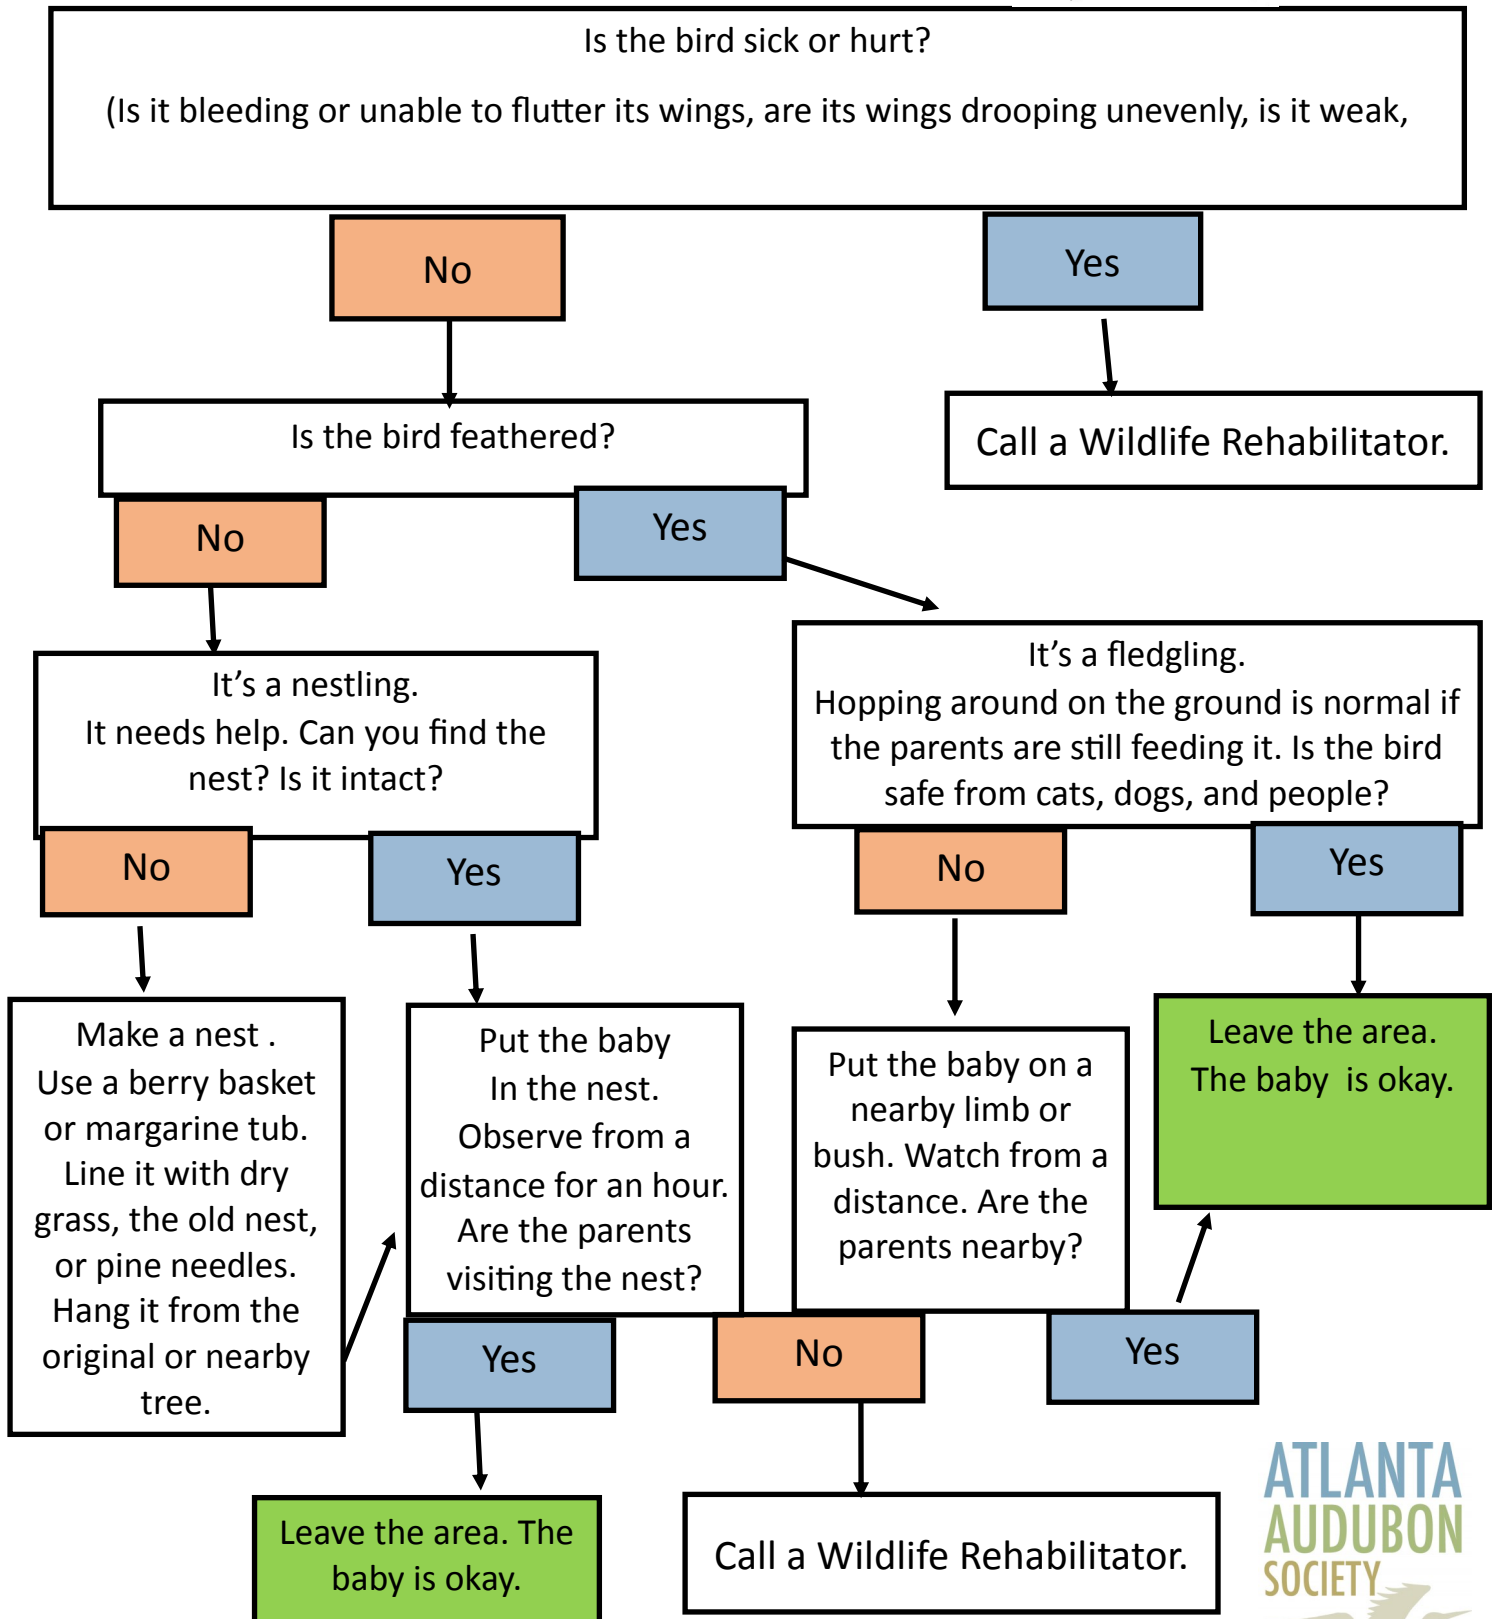 Is the bird sick or hurt?
(Is it bleeding or unable to flutter its wings, are its wings drooping unevenly, is it weak,
No
Yes
Is the bird feathered?
Call a Wildlife Rehabilitator.
No
Yes
It's a nestling.
It needs help. Can you find the
nest? Is it intact?
It's a fledgling.
Hopping around on the ground is normal if
the parents are still feeding it. Is the bird
safe from cats, dogs, and people?
No
Yes
No
Yes
Make a nest .
Use a berry basket
or margarine tub.
Line it with dry
grass, the old nest,
or pine needles.
Hang it from the
original or nearby
tree.
Put the baby
In the nest.
Observe from a
distance for an hour.
Are the parents
visiting the nest?
Put the baby on a
nearby limb or
bush. Watch from a
distance. Are the
parents nearby?
Leave the area.
The baby  is okay.
Yes
No
Yes
Leave the area. The
baby is okay.
Call a Wildlife Rehabilitator.
ATLANTA
AUDUBON
SOCIETY